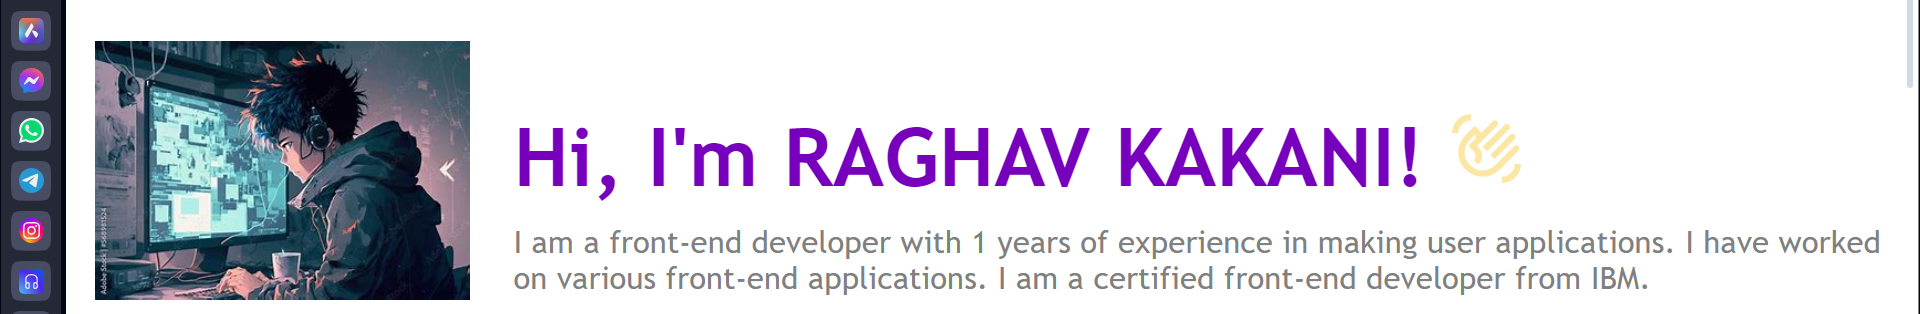 Hi, I'm RAGHAV KAKANI!
I am a front-end developer with 1 years of experience in making user applications. I have worked
on various front-end applications. I am a certified front-end developer from IBM.